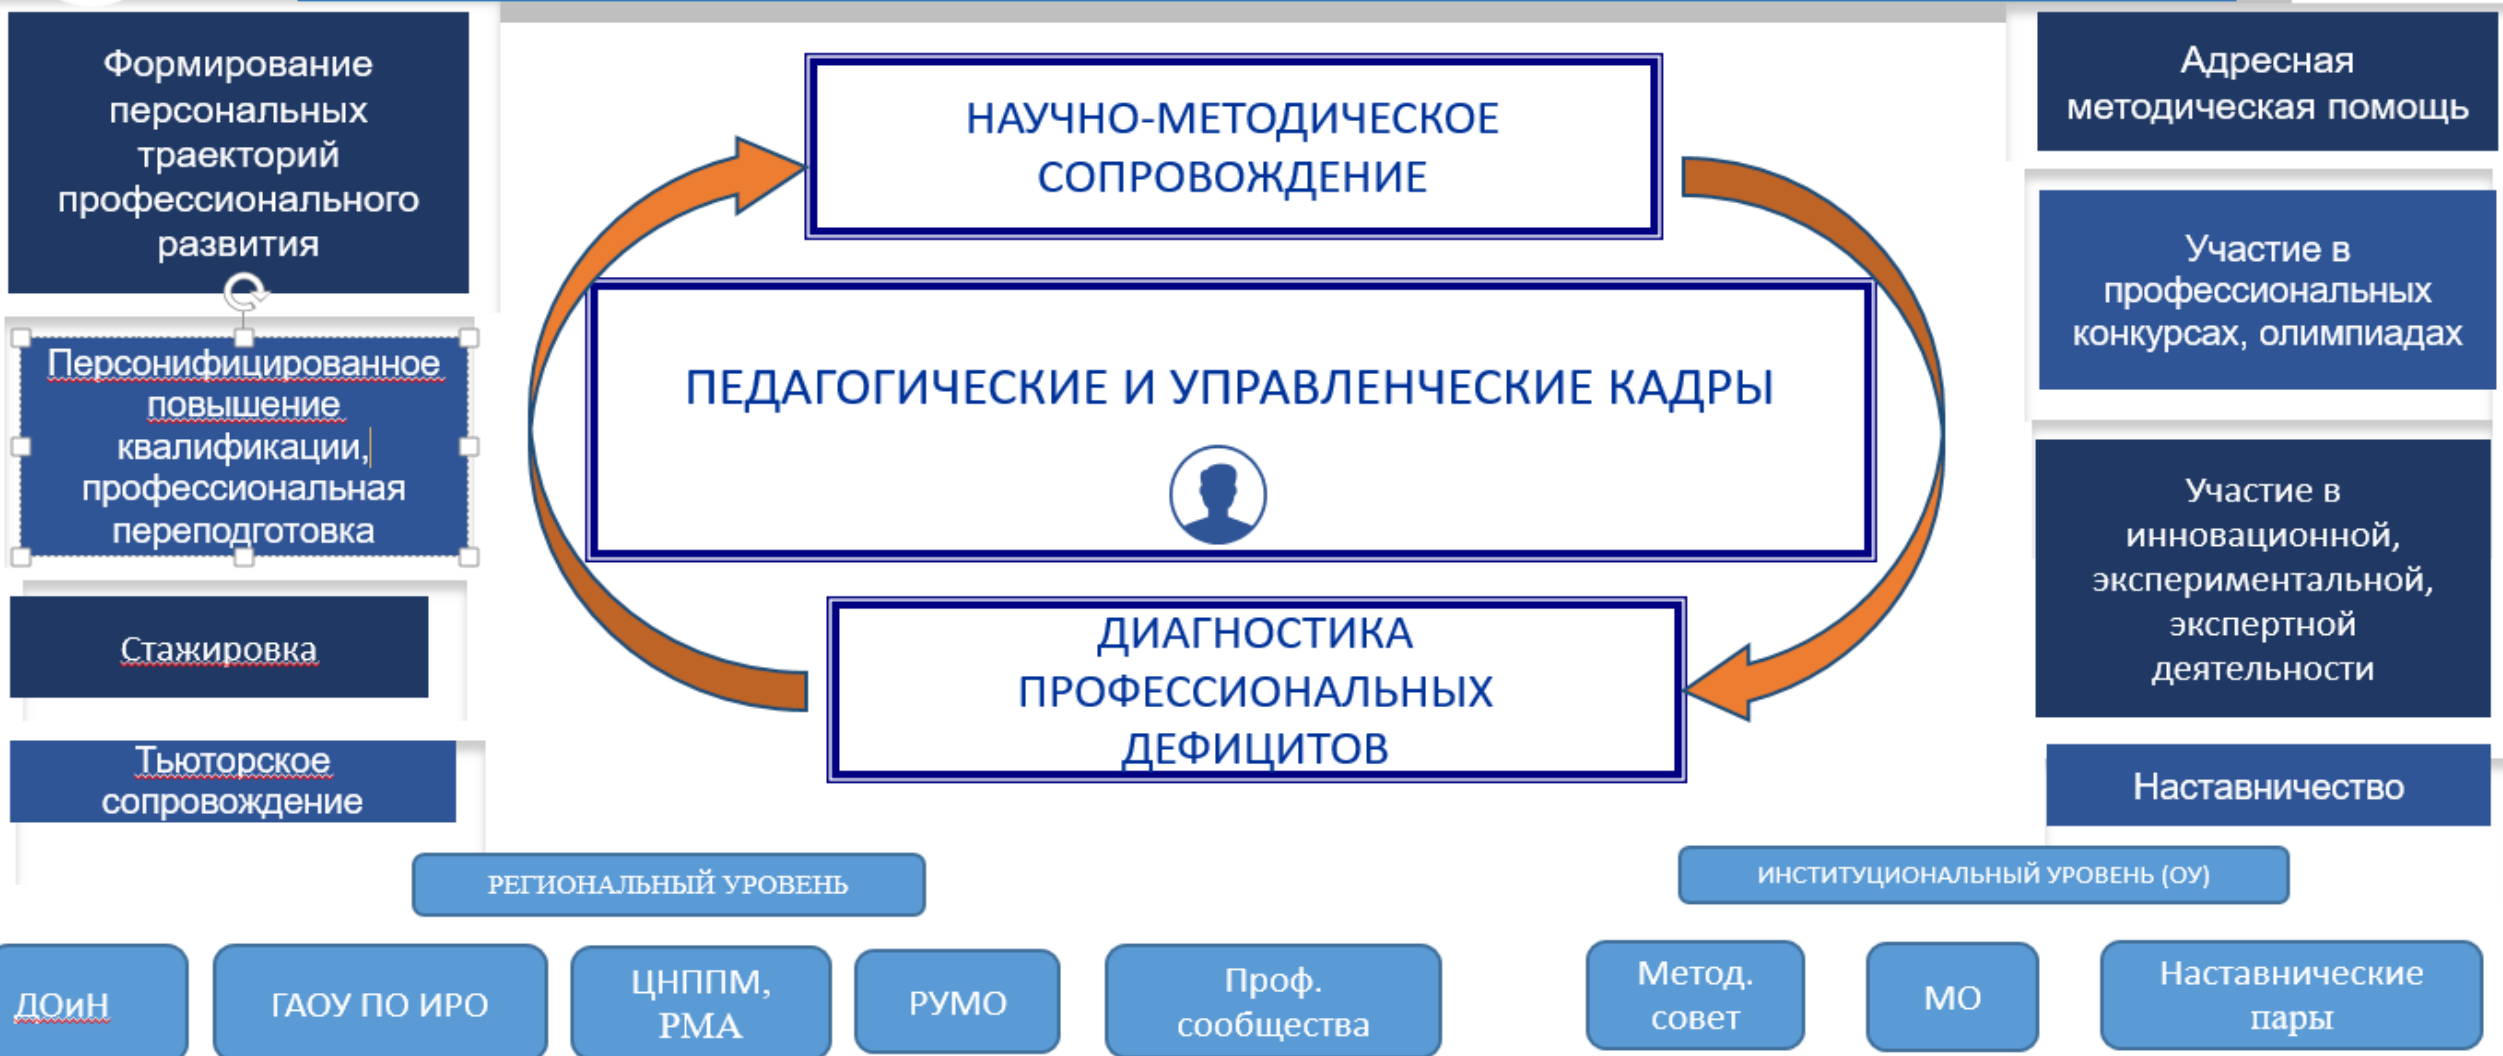 Формирование
персональных
траекторий
профессионального
развития
Персонифицированное
повышение
квалификации,
профессиональная
переподготовка
Стажировка
Тьюторское
сопровождение
НАУЧНО-МЕТОДИЧЕСКОЕ
СОПРОВОЖДЕНИЕ
ПЕДАГОГИЧЕСКИЕ И УПРАВЛЕНЧЕСКИЕ КАДРЫ
ДИАГНОСТИКА
ПРОФЕССИОНАЛЬНЫХ
ДЕФИЦИТОВ
Адресная
методическая помощь
Участие в
профессиональных
конкурсах, олимпиадах
Участие в
инновационной,
экспериментальной,
экспертной
деятельности
Наставничество
РЕГИОНАЛЬНЫЙ УРОВЕНЬ
ИНСТИТУЦИОНАЛЬНЫЙ УРОВЕНЬ (ОУ)
ДОиН
ГАОУ ПО ИРО
ЦНППМ,
РМА
РУМО
Проф.
сообщества
Метод.
совет
МО
Наставнические
пары